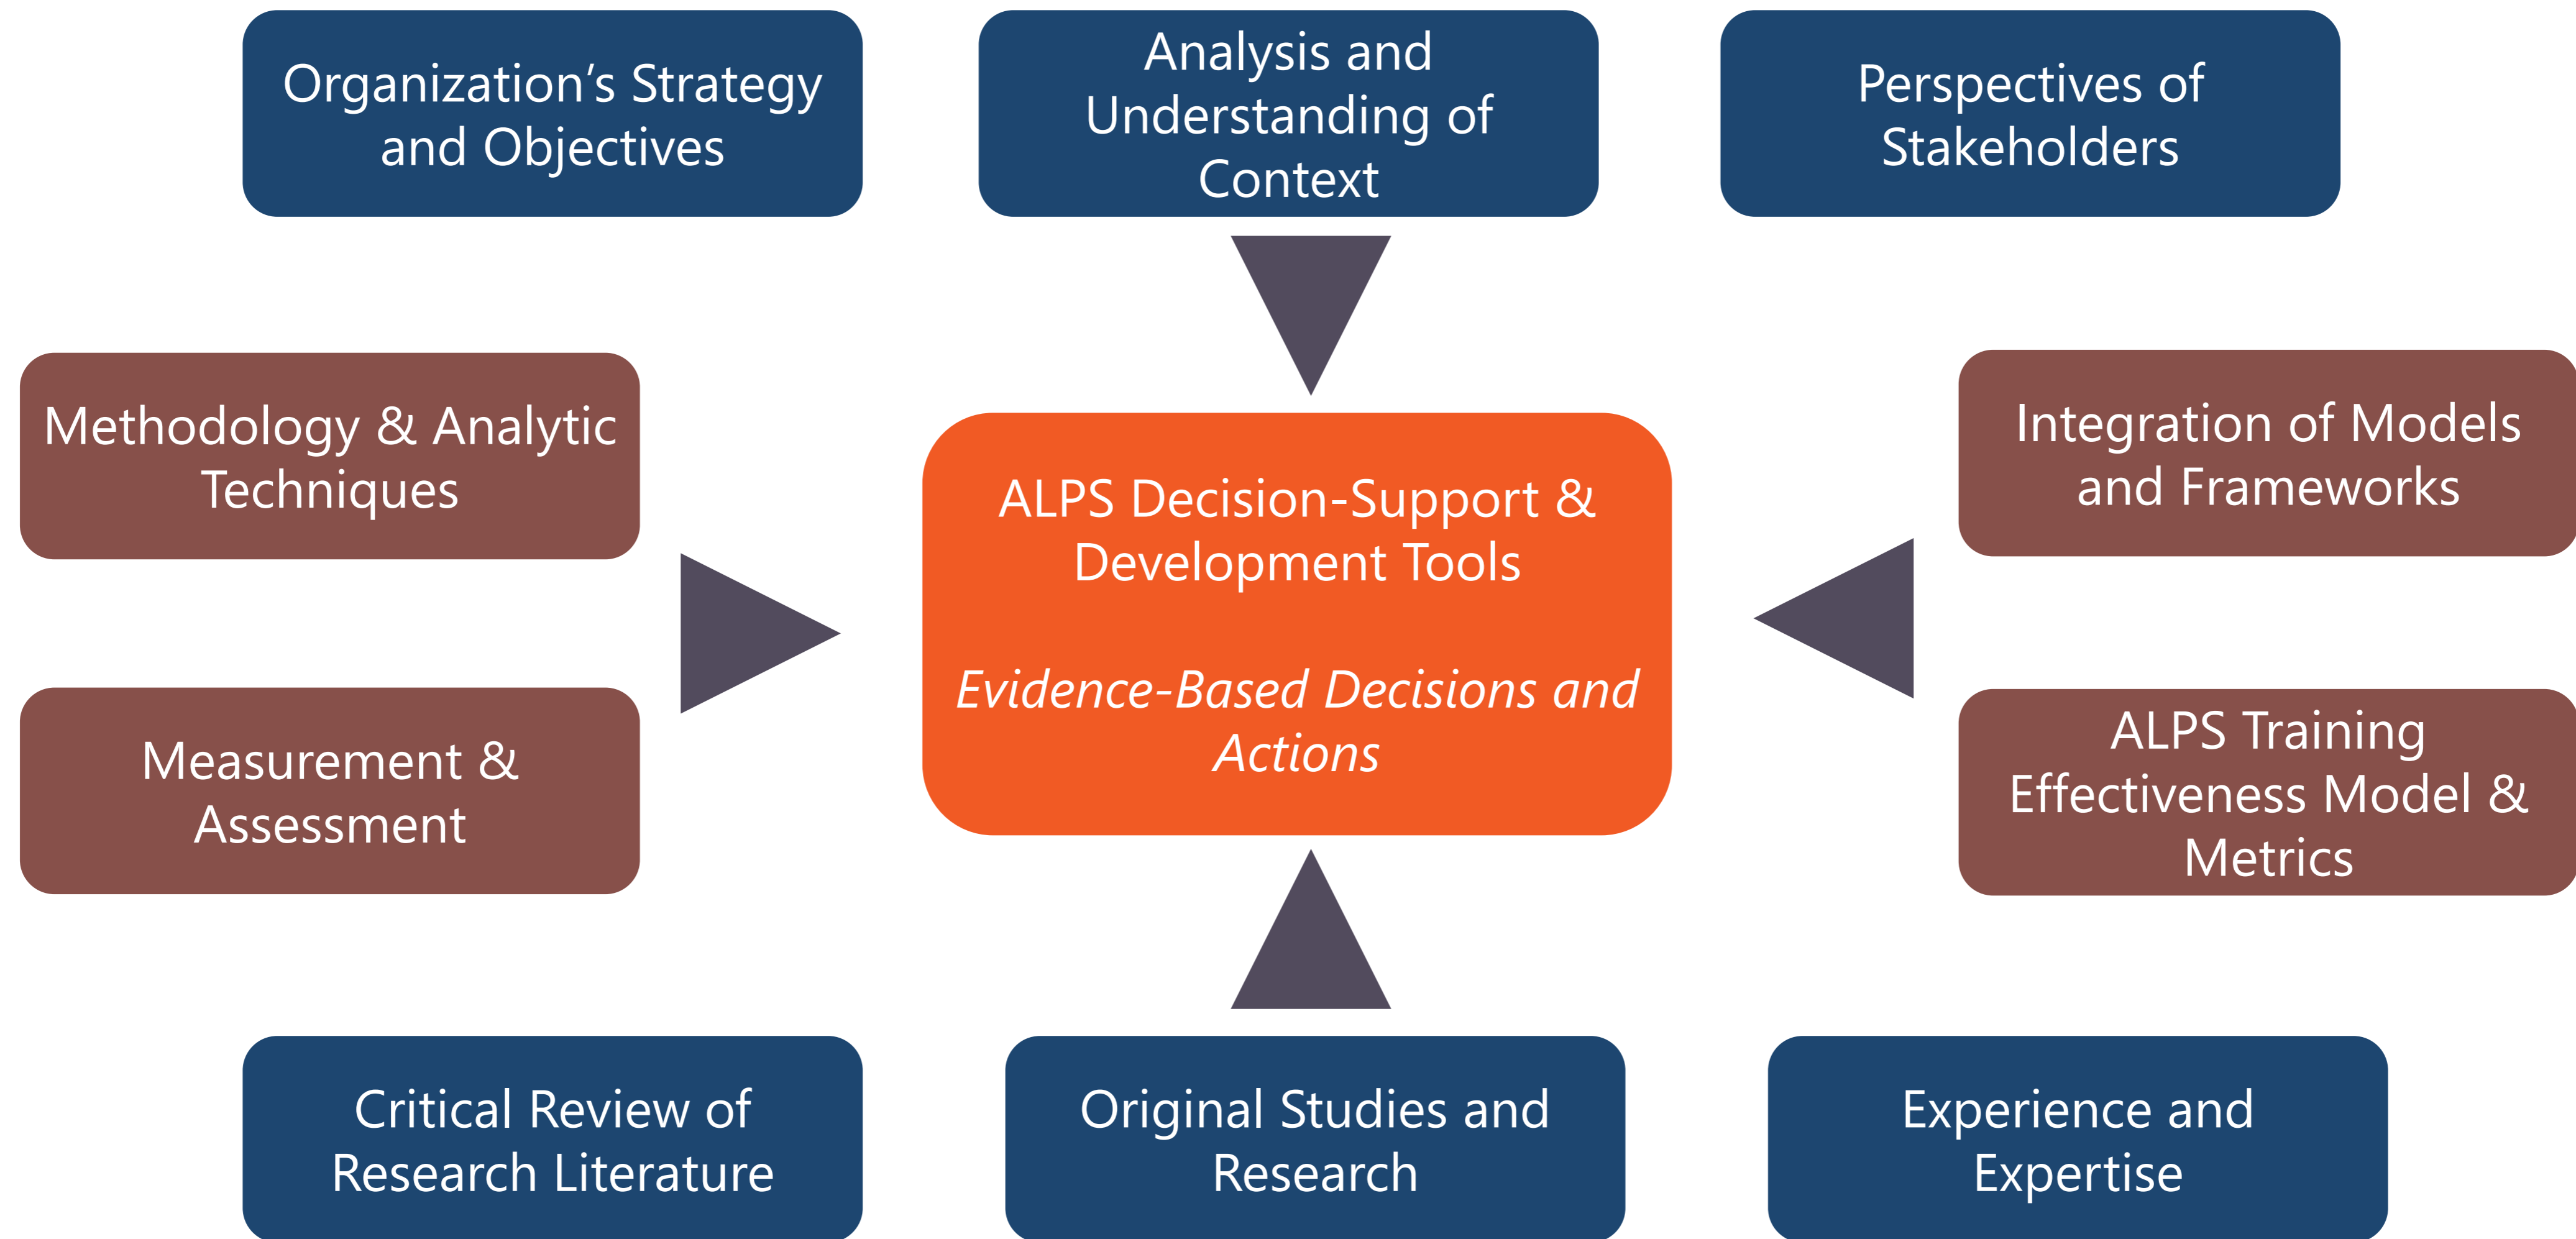 Organization’s Strategy
and Objectives
Analysis and
Understanding of
Context
Perspectives of
Stakeholders
Methodology & Analytic
Techniques
Integration of Models
and Frameworks
ALPS Decision-Support &
Development Tools
Evidence-Based Decisions and
Actions
Measurement &
Assessment
ALPS Training
Effectiveness Model &
Metrics
Critical Review of
Research Literature
Original Studies and
Research
Experience and
Expertise